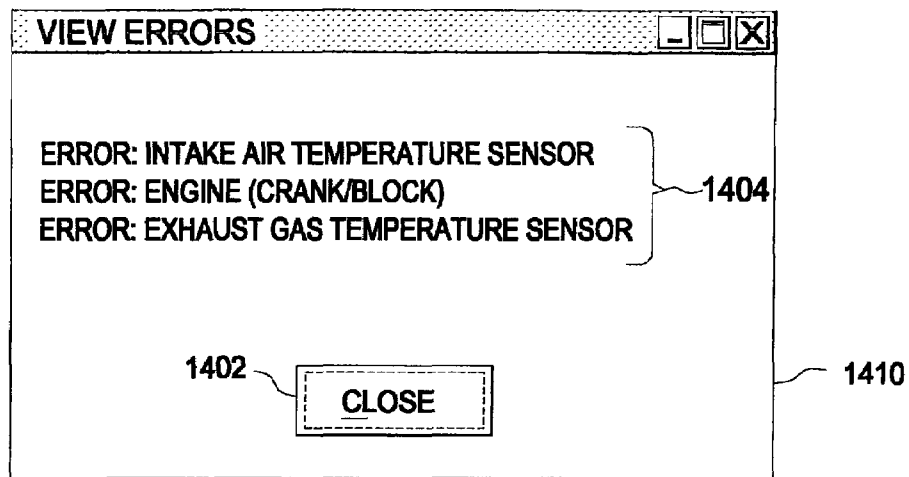 VIEW ERRORS
ERROR: INTAKE AIR TEMPERATURE SENSOR
ERROR: ENGINE (CRANK/BLOCK)
ERROR: EXHAUST GAS TEMPERATURE SENSOR
1404
1402
CLOSE
1410